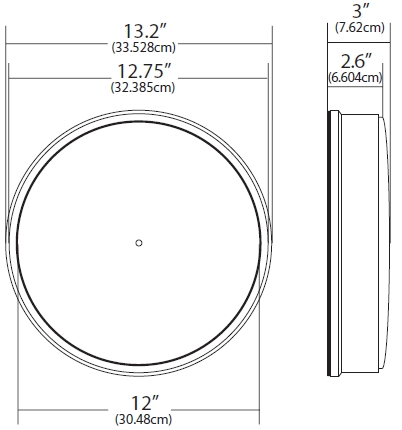 3”
(7.62cm)
13.2”
(33.528cm)
2.6”
(6.604cm)
12.75”
(32.385cm)
12”
(30.48cm)